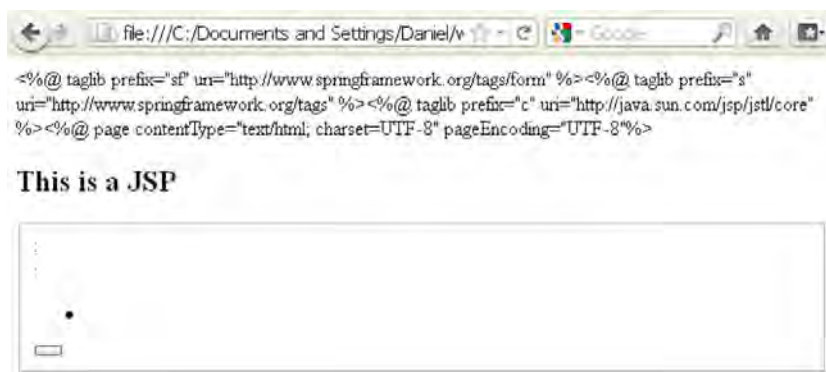 file:///C:/Documents and Settings/Daniel/w
Google
<%@ taglib prefix="sf" uri="http://www.springframework.org/tags/form" %><%@ taglib prefix="s"
uri="http://www.springframework.org/tags" %><%@ taglib prefix="c" uri="http://java.sun.com/jsp/jstl/core"
%><%@ page contentType="text/html; charset=UTF-8" pageEncoding="UTF-8"%>
This is a JSP
:
:
•